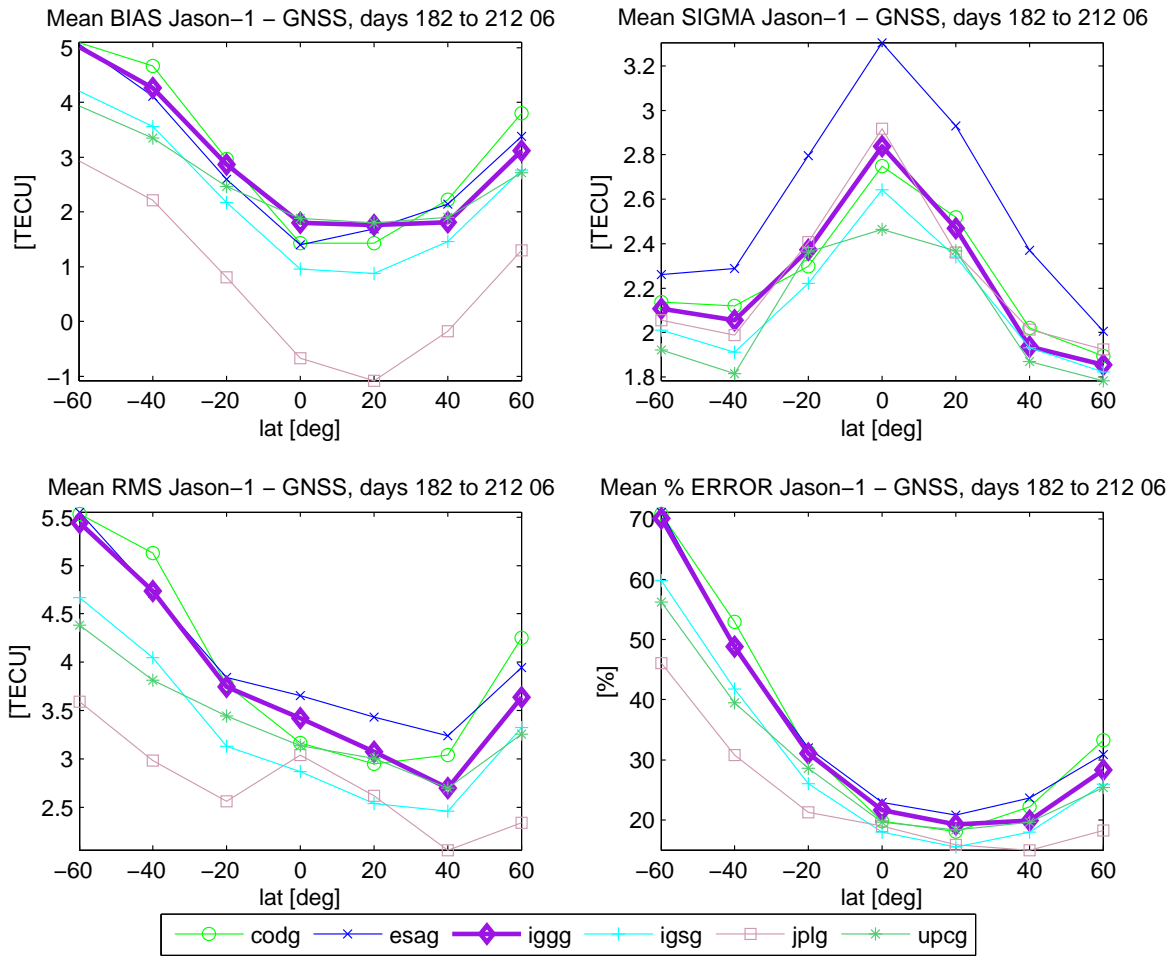 Mean BIAS Jason−1 − GNSS, days 182 to 212 06
5
4
3
2
1
0
−1
[TECU]
−60 −40 −20 0 20 40 60
lat [deg]
Mean SIGMA Jason−1 − GNSS, days 182 to 212 06
3.2
3
2.8
2.6
2.4
2.2
2
1.8
[TECU]
−60 −40 −20 0 20 40 60
lat [deg]
Mean RMS Jason−1 − GNSS, days 182 to 212 06
5.5
5
4.5
4
3.5
3
2.5
[TECU]
−60 −40 −20 0 20 40 60
lat [deg]
Mean % ERROR Jason−1 − GNSS, days 182 to 212 06
70
60
50
40
30
20
[%]
−60 −40 −20 0 20 40 60
lat [deg]
codg esag iggg igsg jplg upcg